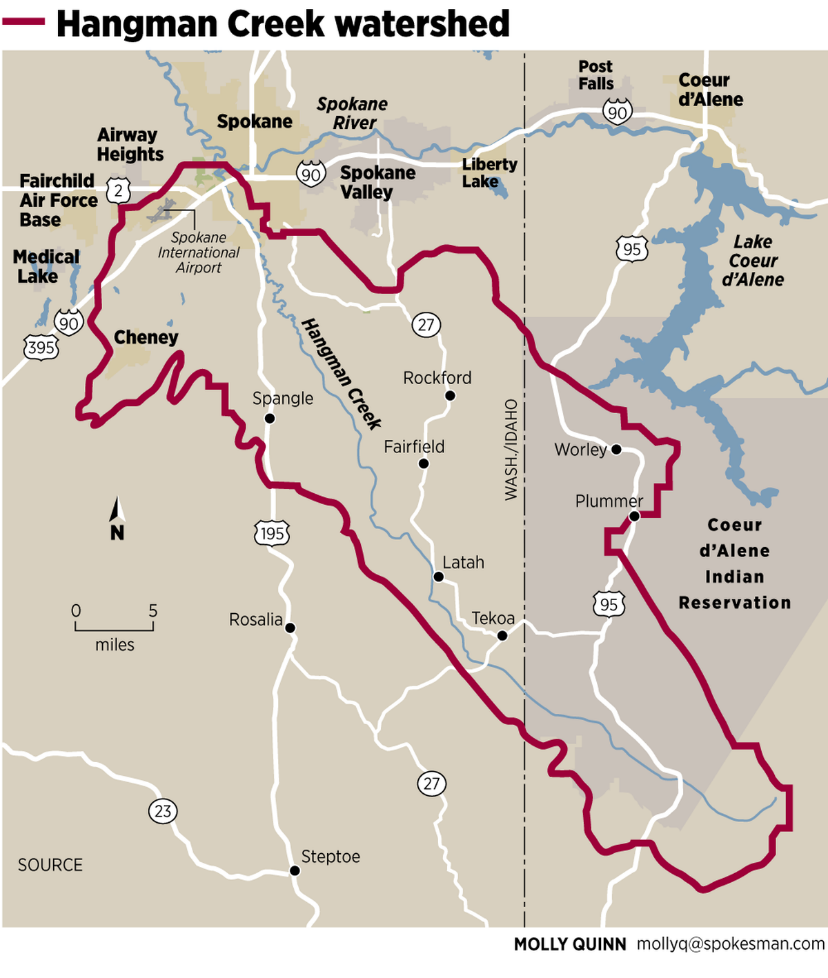 Hangman Creek watershed
Post
Falls
Coeur
d'Alene
90
Spokane
River
Spokane
Airway
Heights
Liberty
Lake
90
Spokane
Valley
Fairchild
Air Force
Base
2
Spokane
International
Airport
95
Lake
Coeur
d'Alene
Medical
Lake
90
395
Cheney
27
Hangman Creek
Rockford
Spangle
WASH./IDAHO
Fairfield
Worley
Plummer
N
195
Coeur
d'Alene
Indian
Reservation
Latah
95
0 5
miles
Rosalia
Tekoa
27
23
SOURCE
Steptoe
MOLLY QUINN mollyq@spokesman.com